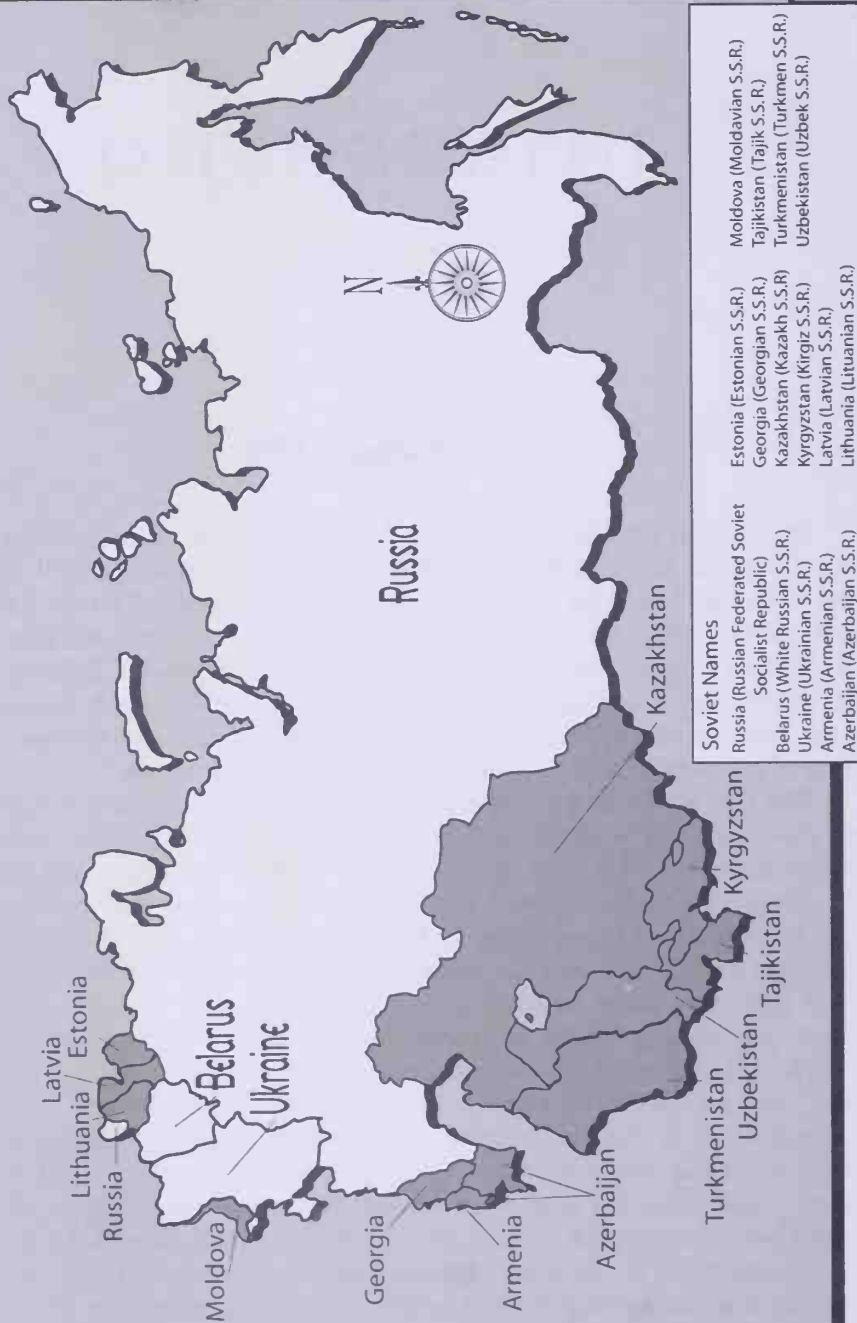 Latvia
Lithuania
Estonia
Russia
Belarus
Ukraine
Moldova
Georgia
Armenia
Azerbaijan
Turkmenistan
Uzbekistan
Tajikistan
Kyrgyzstan
Kazakhstan
Russia
N
Soviet Names
Russia (Russian Federated Soviet
Socialist Republic)
Belarus (White Russian S.S.R.)
Ukraine (Ukrainian S.S.R.)
Armenia (Armenian S.S.R.)
Azerbaijan (Azerbaijan S.S.R.)
Estonia (Estonian S.S.R.)
Georgia (Georgian S.S.R.)
Kazakhstan (Kazakh S.S.R)
Kyrgyzstan (Kirgiz S.S.R.)
Latvia (Latvian S.S.R.)
Lithuania (Lituanian S.S.R.)
Moldova (Moldavian S.S.R.)
Tajikistan (Tajik S.S.R.)
Turkmenistan (Turkmen S.S.R.)
Uzbekistan (Uzbek S.S.R.)